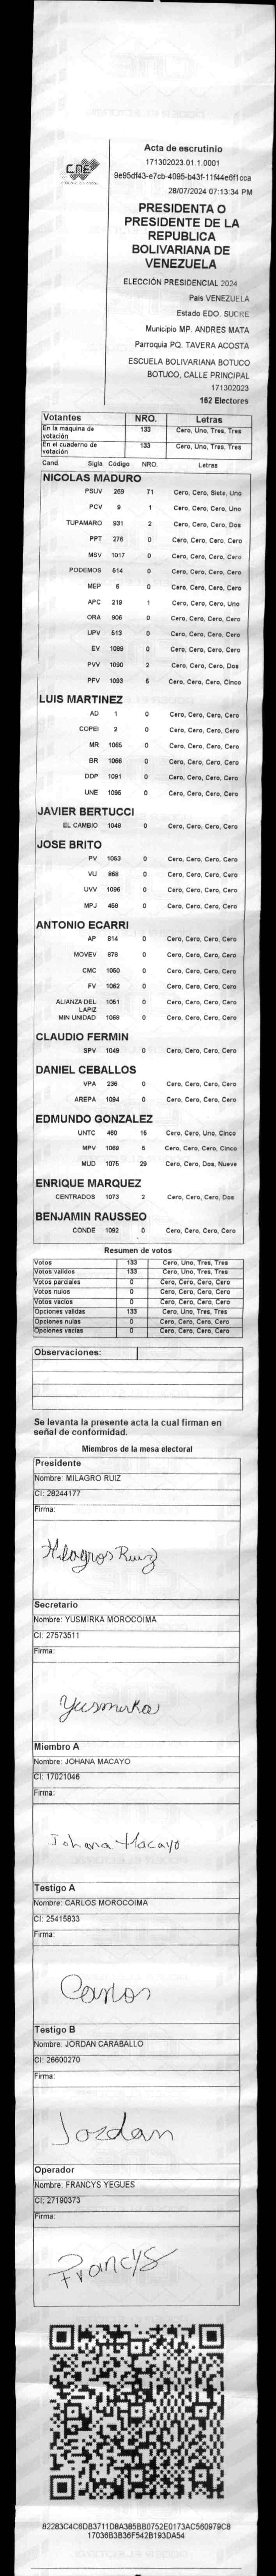 CNE
Acta de escrutinio
171302023.01.1.0001
9e95df43-e7cb-4095-b43f-11f44e6f1cca
28/07/2024 07:13:34 PM
PRESIDENTA O
PRESIDENTE DE LA
REPUBLICA
BOLIVARIANA DE
VENEZUELA
ELECCIÓN PRESIDENCIAL 2024
Pais VENEZUELA
Estado EDO. SUCRE
Municipio MP. ANDRES MATA
Parroquia PQ. TAVERA ACOSTA
ESCUELA BOLIVARIANA BOTUCO
BOTUCO, CALLE PRINCIPAL
171302023
162 Electores
Votantes NRO. Letras
En la máquina de votación 133 Cero, Uno, Tres, Tres
En el cuaderno de votación 133 Cero, Uno, Tres, Tres
Cand. Sigla Código NRO. Letras
NICOLAS MADURO
PSUV 269 71 Cero, Cero, Siete, Uno
PCV 9 1 Cero, Cero, Cero, Uno
TUPAMARO 931 2 Cero, Cero, Cero, Dos
PPT 276 0 Cero, Cero, Cero, Cero
MSV 1017 0 Cero, Cero, Cero, Cero
PODEMOS 514 0 Cero, Cero, Cero, Cero
MEP 6 0 Cero, Cero, Cero, Cero
APC 219 1 Cero, Cero, Cero, Uno
ORA 906 0 Cero, Cero, Cero, Cero
UPV 513 0 Cero, Cero, Cero, Cero
EV 1089 0 Cero, Cero, Cero, Cero
PVV 1090 2 Cero, Cero, Cero, Dos
PFV 1093 5 Cero, Cero, Cero, Cinco
LUIS MARTINEZ
AD 1 0 Cero, Cero, Cero, Cero
COPEI 2 0 Cero, Cero, Cero, Cero
MR 1065 0 Cero, Cero, Cero, Cero
BR 1066 0 Cero, Cero, Cero, Cero
DDP 1091 0 Cero, Cero, Cero, Cero
UNE 1095 0 Cero, Cero, Cero, Cero
JAVIER BERTUCCI
EL CAMBIO 1048 0 Cero, Cero, Cero, Cero
JOSE BRITO
PV 1053 0 Cero, Cero, Cero, Cero
VU 868 0 Cero, Cero, Cero, Cero
UVV 1096 0 Cero, Cero, Cero, Cero
MPJ 458 0 Cero, Cero, Cero, Cero
ANTONIO ECARRI
AP 814 0 Cero, Cero, Cero, Cero
MOVEV 878 0 Cero, Cero, Cero, Cero
CMC 1050 0 Cero, Cero, Cero, Cero
FV 1062 0 Cero, Cero, Cero, Cero
ALIANZA DEL LAPIZ 1051 0 Cero, Cero, Cero, Cero
MIN UNIDAD 1068 0 Cero, Cero, Cero, Cero
CLAUDIO FERMIN
SPV 1049 0 Cero, Cero, Cero, Cero
DANIEL CEBALLOS
VPA 236 0 Cero, Cero, Cero, Cero
AREPA 1094 0 Cero, Cero, Cero, Cero
EDMUNDO GONZALEZ
UNTC 460 15 Cero, Cero, Uno, Cinco
MPV 1069 5 Cero, Cero, Cero, Cinco
MUD 1075 29 Cero, Cero, Dos, Nueve
ENRIQUE MARQUEZ
CENTRADOS 1073 2 Cero, Cero, Cero, Dos
BENJAMIN RAUSSEO
CONDE 1092 0 Cero, Cero, Cero, Cero
Resumen de votos
Votos 133 Cero, Uno, Tres, Tres
Votos validos 133 Cero, Uno, Tres, Tres
Votos parciales 0 Cero, Cero, Cero, Cero
Votos nulos 0 Cero, Cero, Cero, Cero
Votos vacios 0 Cero, Cero, Cero, Cero
Opciones validas 133 Cero, Uno, Tres, Tres
Opciones nulas 0 Cero, Cero, Cero, Cero
Opciones vacias 0 Cero, Cero, Cero, Cero
Observaciones:
Se levanta la presente acta la cual firman en
señal de conformidad.
Miembros de la mesa electoral
Presidente
Nombre: MILAGRO RUIZ
CI: 28244177
Firma:
Milagros Ruiz
Secretario
Nombre: YUSMIRKA MOROCOIMA
CI: 27573511
Firma:
Yusmirka
Miembro A
Nombre: JOHANA MACAYO
CI: 17021046
Firma:
Johana Macayo
Testigo A
Nombre: CARLOS MOROCOIMA
CI: 25415833
Firma:
Carlos
Testigo B
Nombre: JORDAN CARABALLO
CI: 26600270
Firma:
Jordan
Operador
Nombre: FRANCYS YEGUES
CI: 27190373
Firma:
Francys
82283C4C6DB3711D8A385BB0752E0173AC560979C8
17036B3B36F542B193DA54